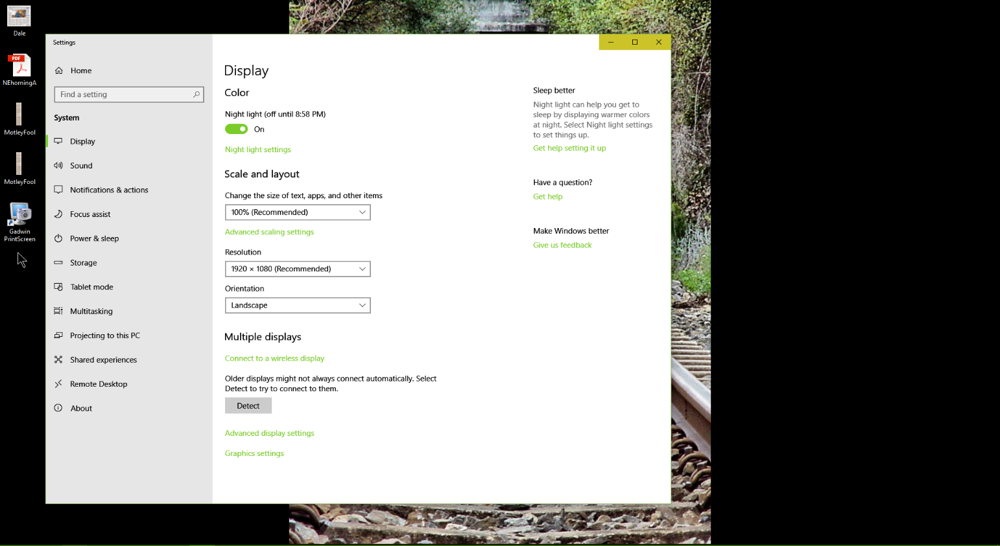 Dale
PDF
NEhorningA
MotleyFool
MotleyFool
Gadwin
PrintScreen
Settings
Home
Find a setting
System
Display
Sound
Notifications & actions
Focus assist
Power & sleep
Storage
Tablet mode
Multitasking
Projecting to this PC
Shared experiences
Remote Desktop
About
Display
Color
Night light (off until 8:58 PM)
On
Night light settings
Scale and layout
Change the size of text, apps, and other items
100% (Recommended)
Advanced scaling settings
Resolution
1920 × 1080 (Recommended)
Orientation
Landscape
Multiple displays
Connect to a wireless display
Older displays might not always connect automatically. Select
Detect to try to connect to them.
Detect
Advanced display settings
Graphics settings
Sleep better
Night light can help you get to
sleep by displaying warmer colors
at night. Select Night light settings
to set things up.
Get help setting it up
Have a question?
Get help
Make Windows better
Give us feedback